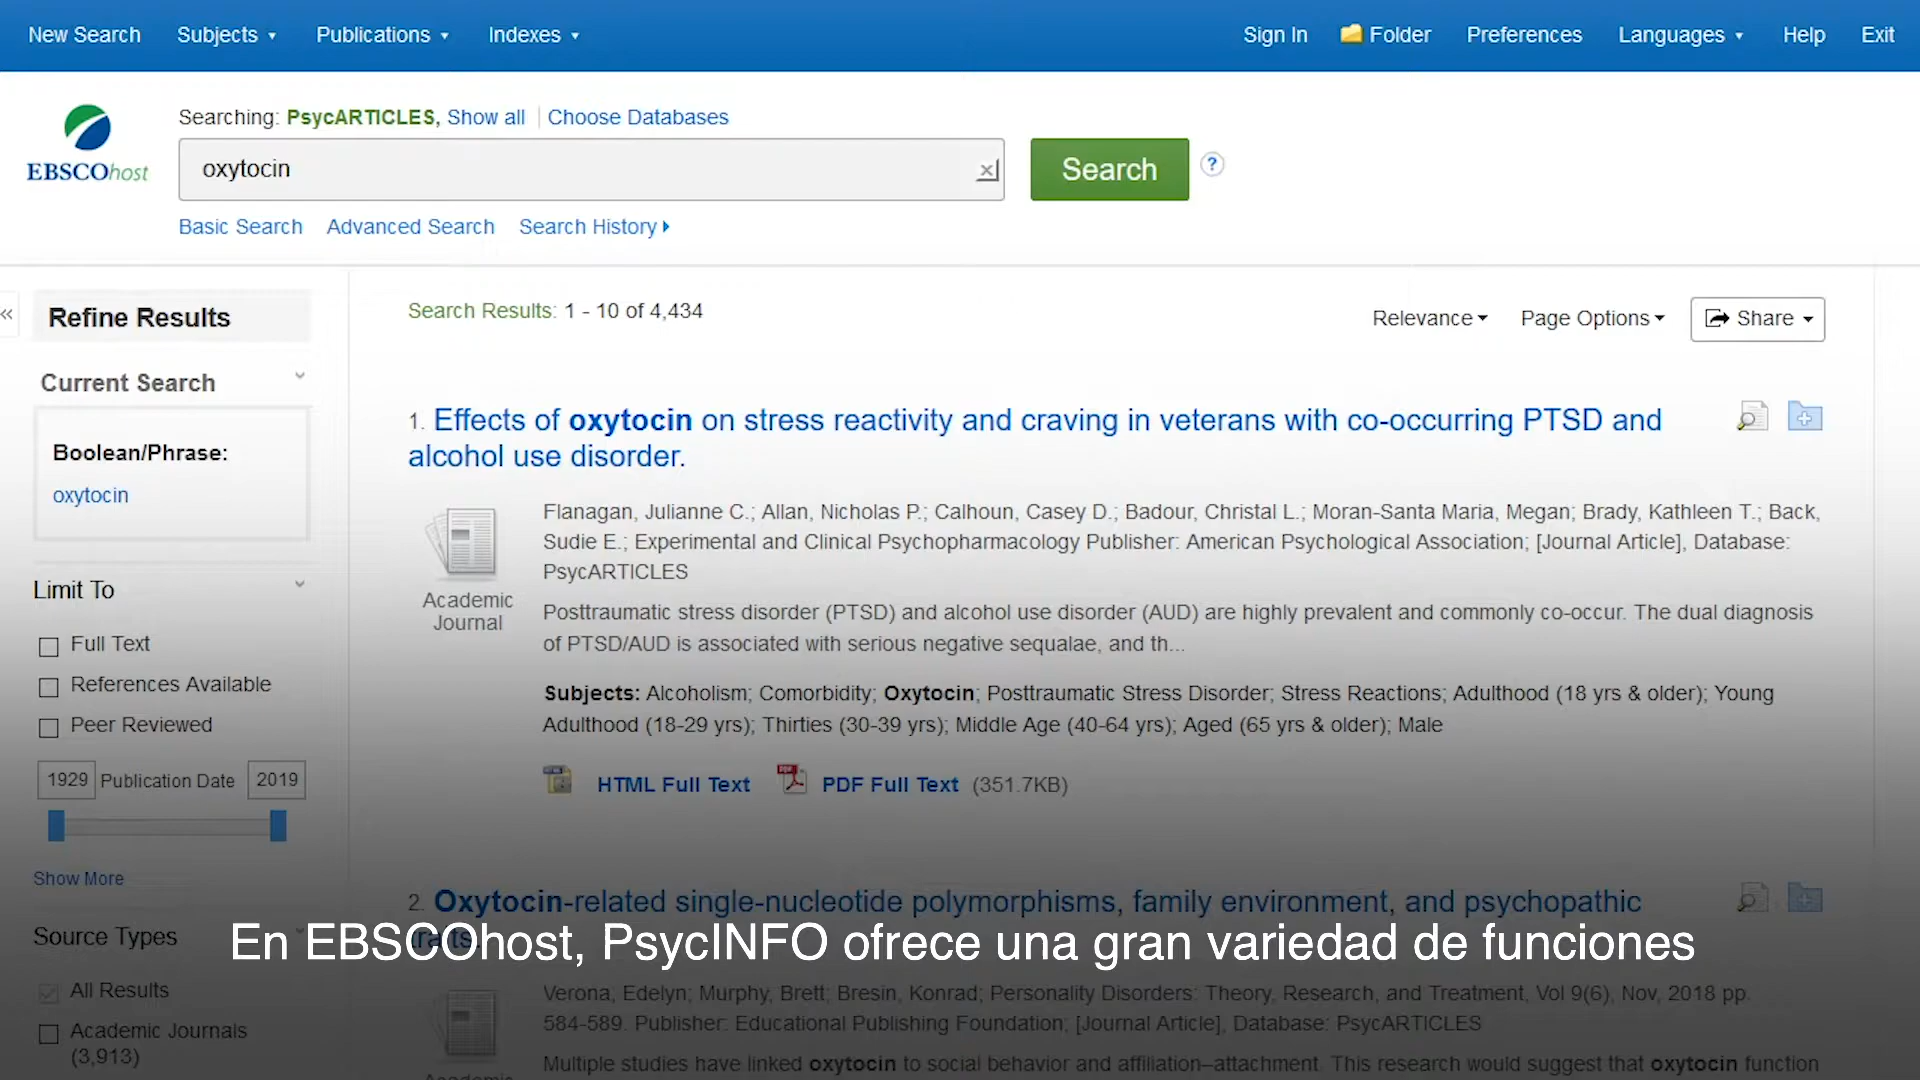 New Search Subjects Publications Indexes Sign In Folder Preferences Languages Help Exit
Searching: PsycARTICLES, Show all Choose Databases
EBSCOhost
oxytocin
Search
?
Basic Search Advanced Search Search History
Refine Results
Search Results: 1 - 10 of 4,434
Relevance Page Options Share
Current Search
Boolean/Phrase:
oxytocin
Limit To
Full Text
References Available
Peer Reviewed
1929 Publication Date 2019
Show More
Source Types
All Results
Academic Journals
(3,913)
1. Effects of oxytocin on stress reactivity and craving in veterans with co-occurring PTSD and
alcohol use disorder.
Academic
Journal
Flanagan, Julianne C.; Allan, Nicholas P.; Calhoun, Casey D.; Badour, Christal L.; Moran-Santa Maria, Megan; Brady, Kathleen T.; Back,
Sudie E.; Experimental and Clinical Psychopharmacology Publisher: American Psychological Association; [Journal Article], Database:
PsycARTICLES
Posttraumatic stress disorder (PTSD) and alcohol use disorder (AUD) are highly prevalent and commonly co-occur. The dual diagnosis
of PTSD/AUD is associated with serious negative sequalae, and th...
Subjects: Alcoholism; Comorbidity; Oxytocin; Posttraumatic Stress Disorder; Stress Reactions; Adulthood (18 yrs & older); Young
Adulthood (18-29 yrs); Thirties (30-39 yrs); Middle Age (40-64 yrs); Aged (65 yrs & older); Male
HTML Full Text PDF Full Text (351.7KB)
2. Oxytocin-related single-nucleotide polymorphisms, family environment, and psychopathic
traits.
En EBSCOhost, PsycINFO ofrece una gran variedad de funciones
Verona, Edelyn; Murphy, Brett; Bresin, Konrad; Personality Disorders: Theory, Research, and Treatment, Vol 9(6), Nov, 2018 pp.
584-589. Publisher: Educational Publishing Foundation; [Journal Article], Database: PsycARTICLES
Multiple studies have linked oxytocin to social behavior and affiliation–attachment. This research would suggest that oxytocin function
Academic